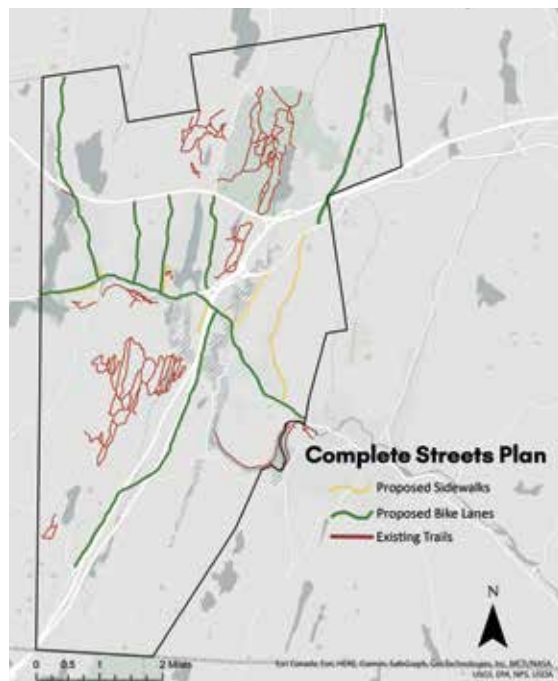 Complete Streets Plan
Proposed Sidewalks
Proposed Bike Lanes
Existing Trails
N
0 0.5 1 2 Miles
Esri Canada, Esri, HERE, Garmin, SafeGraph, GeoTechnologies, Inc, METI/NASA,
USGS, EPA, NPS, USDA